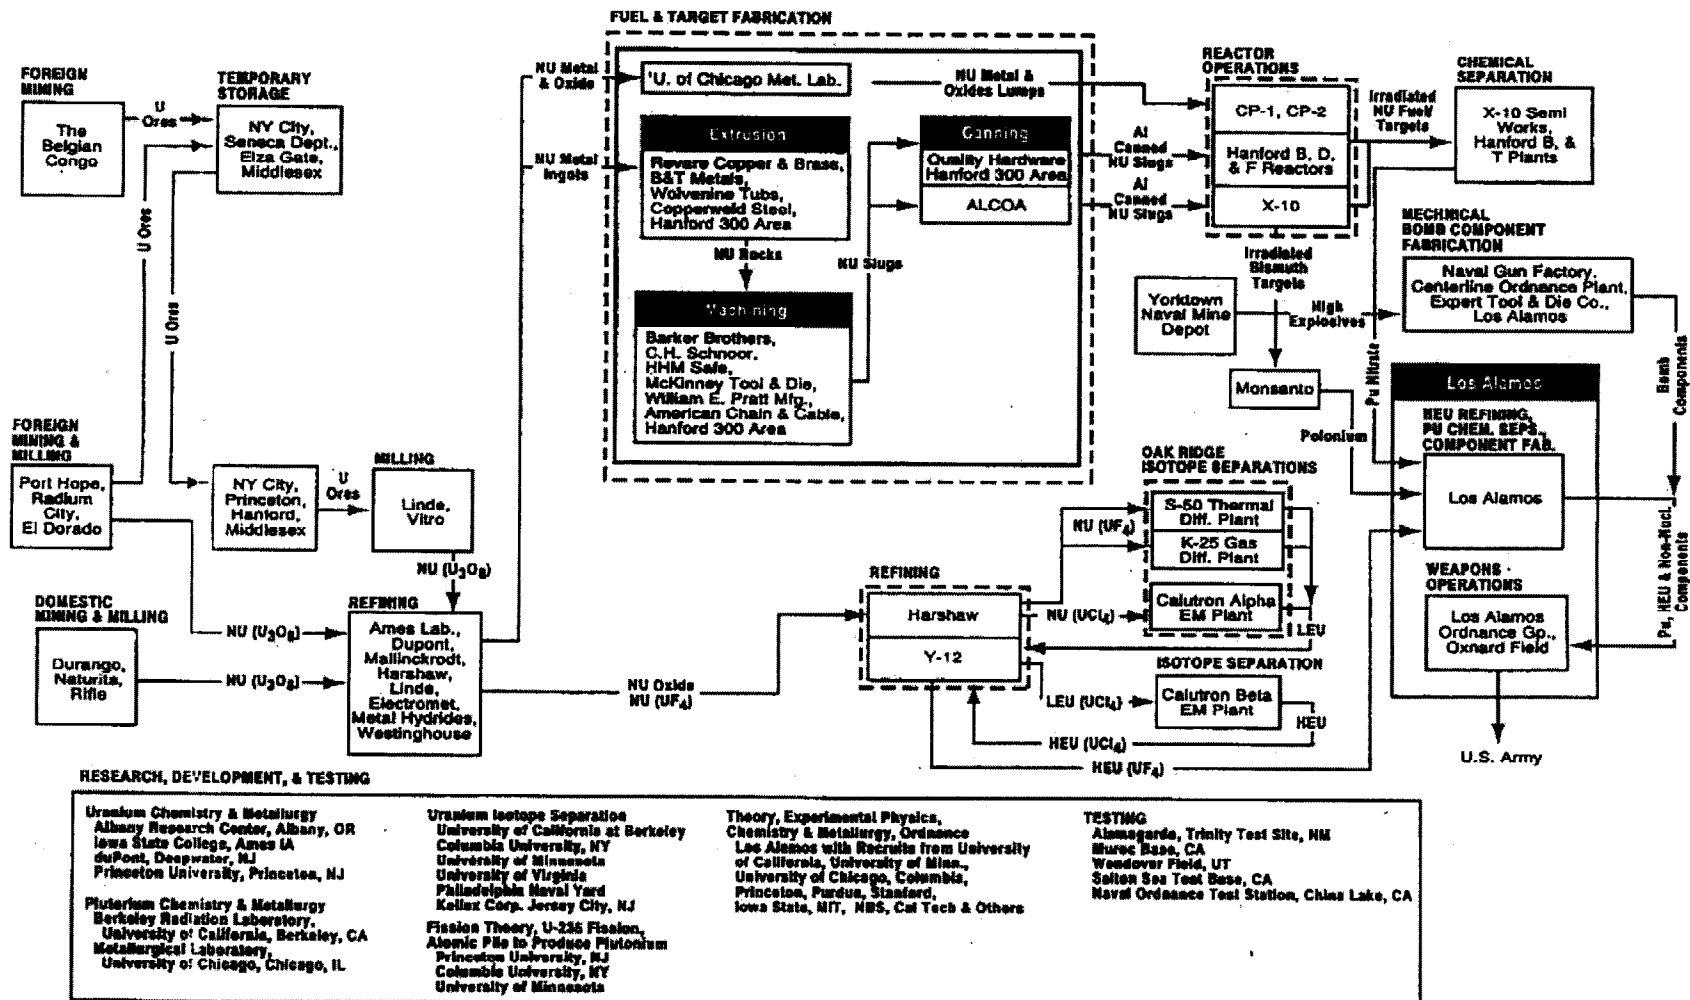 FUEL & TARGET FABRICATION
FOREIGN
MINING
The
Belgian
Congo
U
Ores
TEMPORARY
STORAGE
NY City,
Seneca Dept.,
Elza Gate,
Middlesex
U Ores
U Ores
FOREIGN
MINING &
MILLING
Port Hope,
Radium
City,
El Dorado
NY City,
Princeton,
Hanford,
Middlesex
U
Ores
MILLING
Linde,
Vitro
NU (U3O8)
DOMESTIC
MINING & MILLING
Durango,
Naturita,
Rifle
NU (U3O8)
NU (U3O8)
REFINING
Ames Lab.,
Dupont,
Mallinckrodt,
Harshaw,
Linde,
Electromet,
Metal Hydrides,
Westinghouse
NU Metal
& Oxide
NU Metal
Ingots
'U. of Chicago Met. Lab.
Extrusion
Revere Copper & Brass,
B&T Metals,
Wolverine Tubs,
Copperweld Steel,
Hanford 300 Area
NU Rocks
Machining
Barker Brothers,
C.H. Schnoor,
HHM Safe,
McKinney Tool & Die,
William E. Pratt Mfg.,
American Chain & Cable,
Hanford 300 Area
NU Slugs
Canning
Quality Hardware
Hanford 300 Area
ALCOA
NU Metal &
Oxides Lumps
Al
Canned
NU Slugs
Al
Canned
NU Slugs
REACTOR
OPERATIONS
CP-1, CP-2
Hanford B, D,
& F Reactors
X-10
Irradiated
NU Fuel/
Targets
CHEMICAL
SEPARATION
X-10 Semi
Works,
Hanford B, &
T Plants
Irradiated
Bismuth
Targets
Yorktown
Naval Mine
Depot
High
Explosives
MECHNICAL
BOMB COMPONENT
FABRICATION
Naval Gun Factory,
Centerline Ordnance Plant,
Expert Tool & Die Co.,
Los Alamos
Monsanto
Polonium
Pu Nitrate
Bomb
Components
Los Alamos
HEU REFINING,
PU CHEM. SEPS.,
COMPONENT FAB.
Los Alamos
Pu, HEU & Non-Nucl.
Components
WEAPONS
OPERATIONS
Los Alamos
Ordnance Gp.,
Oxnard Field
U.S. Army
OAK RIDGE
ISOTOPE SEPARATIONS
S-50 Thermal
Diff. Plant
K-25 Gas
Diff. Plant
Calutron Alpha
EM Plant
NU (UF4)
NU (UCl4)
LEU
REFINING
Harshaw
Y-12
NU Oxide
NU (UF4)
ISOTOPE SEPARATION
Calutron Beta
EM Plant
LEU (UCl4)
HEU
HEU (UCl4)
HEU (UF4)
RESEARCH, DEVELOPMENT, & TESTING
Uranium Chemistry & Metallurgy
Albany Research Center, Albany, OR
Iowa State College, Ames IA
duPont, Deepwater, NJ
Princeton University, Princeton, NJ
Pluterium Chemistry & Metallurgy
Berkeley Radiation Laboratory,
University of California, Berkeley, CA
Metallurgical Laboratory,
University of Chicago, Chicago, IL
Uranium Isotope Separation
University of California at Berkeley
Columbia University, NY
University of Minnesota
University of Virginia
Philadelphia Naval Yard
Kellex Corp. Jersey City, NJ
Fission Theory, U-235 Fission,
Atomic Pile to Produce Plutonium
Princeton University, NJ
Columbia University, NY
University of Minnesota
Theory, Experimental Physics,
Chemistry & Metallurgy, Ordnance
Los Alamos with Recruits from University
of California, University of Minn.,
University of Chicago, Columbia,
Princeton, Purdue, Stanford,
Iowa State, MIT, NBS, Cal Tech & Others
TESTING
Alamagardo, Trinity Test Site, NM
Muroc Base, CA
Wendover Field, UT
Salton Sea Test Base, CA
Naval Ordnance Test Station, China Lake, CA